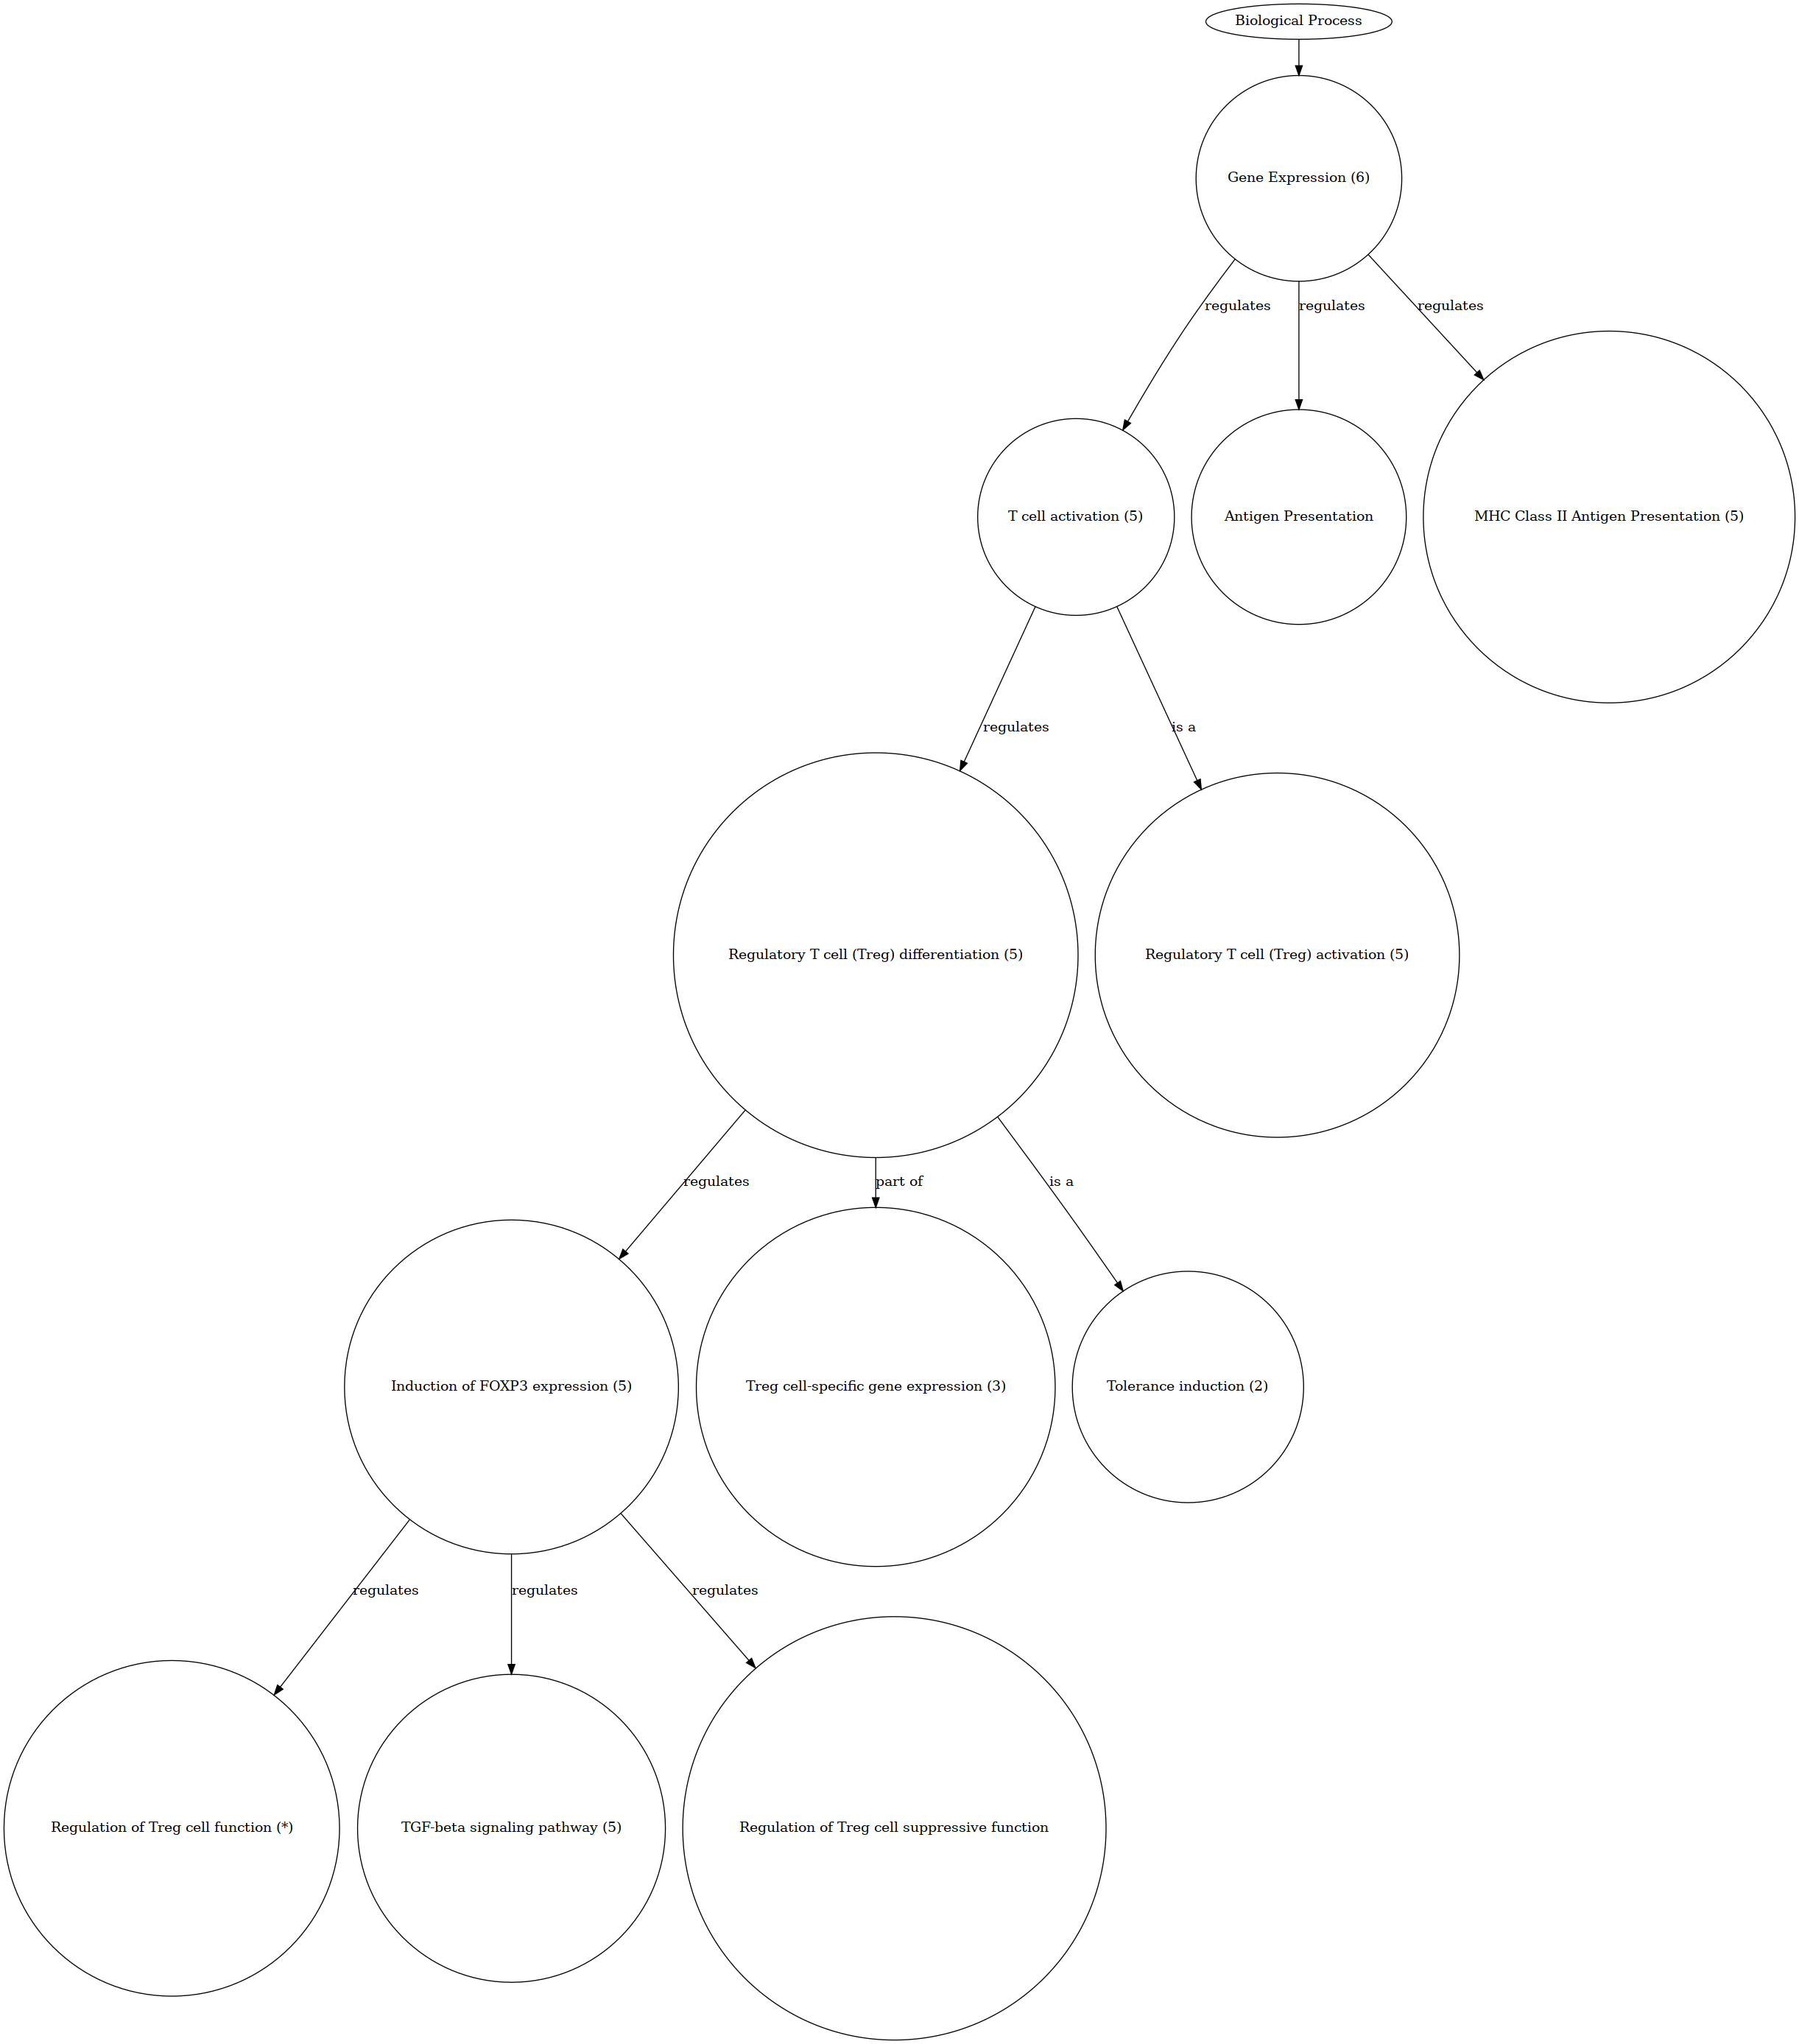 Biological Process
Gene Expression (6)
regulates
regulates
regulates
T cell activation (5)
Antigen Presentation
MHC Class II Antigen Presentation (5)
regulates
is a
Regulatory T cell (Treg) differentiation (5)
Regulatory T cell (Treg) activation (5)
regulates
part of
is a
Induction of FOXP3 expression (5)
Treg cell-specific gene expression (3)
Tolerance induction (2)
regulates
regulates
regulates
Regulation of Treg cell function (*)
TGF-beta signaling pathway (5)
Regulation of Treg cell suppressive function